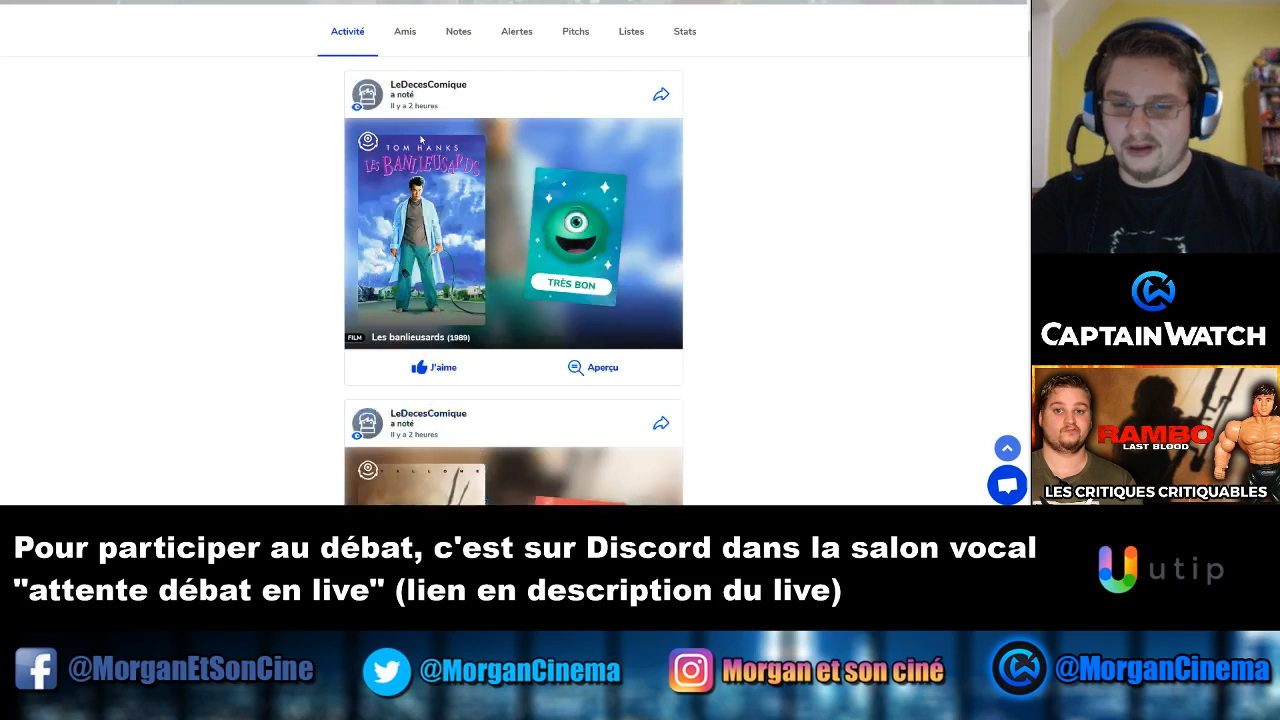 Activité Amis Notes Alertes Pitchs Listes Stats
LeDecesComique
a noté
Il y a 2 heures
TOM HANKS
LES BANLIEUSARDS
TRÈS BON
FILM Les banlieusards (1989)
J'aime Aperçu
LeDecesComique
a noté
Il y a 2 heures
CAPTAINWATCH
RAMBO
LAST BLOOD
LES CRITIQUES CRITIQUABLES
Pour participer au débat, c'est sur Discord dans la salon vocal
"attente débat en live" (lien en description du live)
utip
@MorganEtSonCine @MorganCinema Morgan et son ciné @MorganCinema